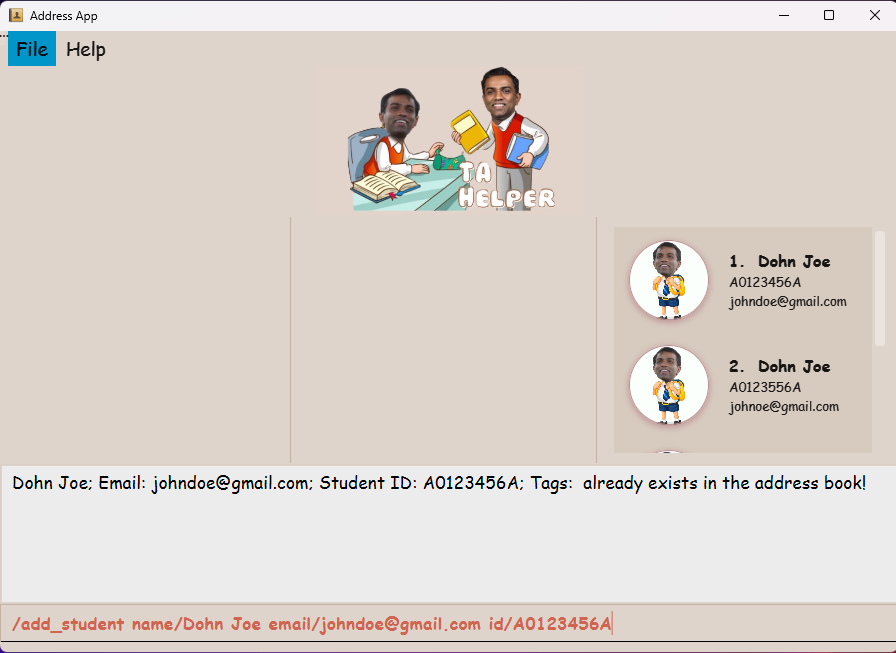 Address App
File Help
TA
HELPER
1. Dohn Joe
A0123456A
johndoe@gmail.com
2. Dohn Joe
A0123556A
johnoe@gmail.com
Dohn Joe; Email: johndoe@gmail.com; Student ID: A0123456A; Tags:  already exists in the address book!
/add_student name/Dohn Joe email/johndoe@gmail.com id/A0123456A